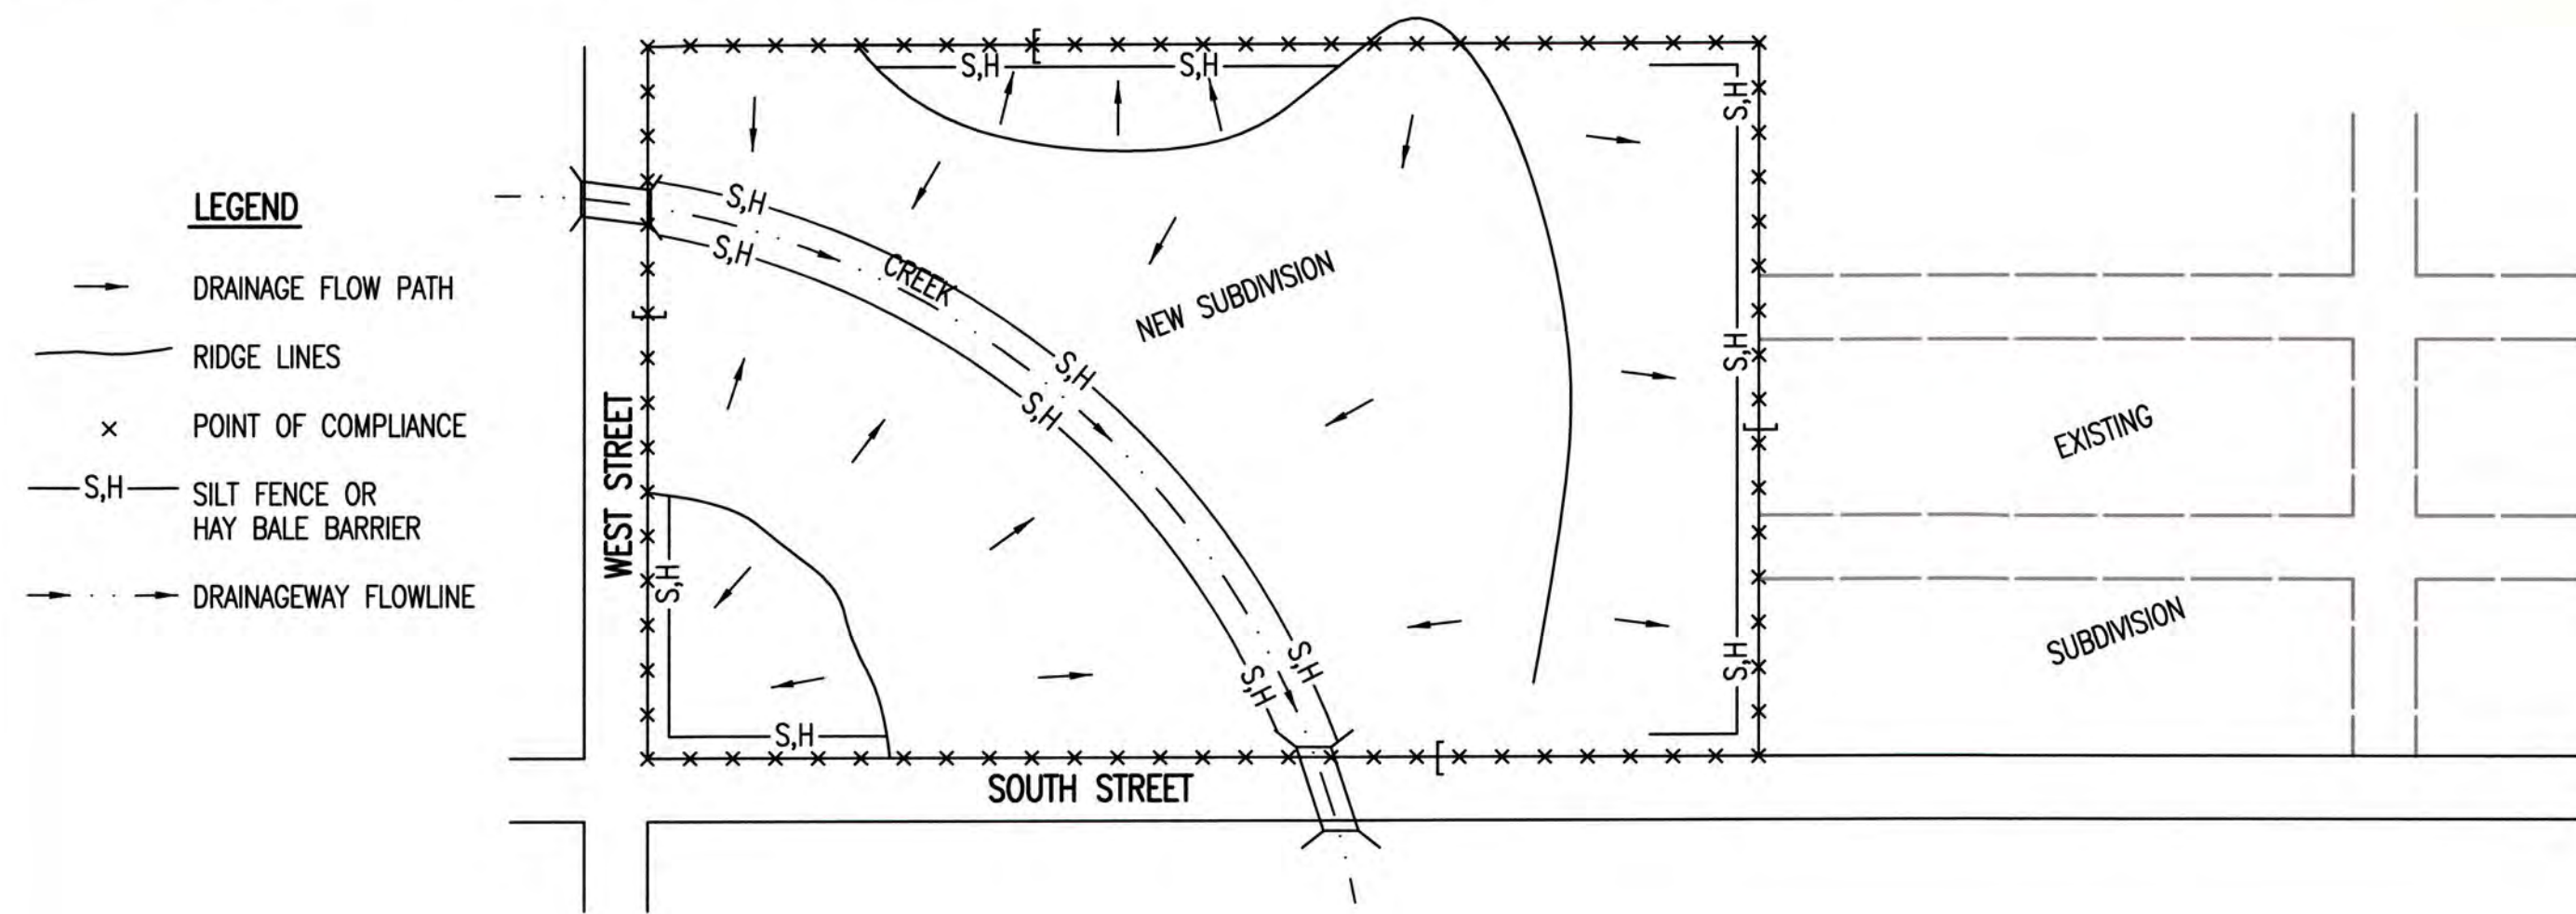 LEGEND
DRAINAGE FLOW PATH
RIDGE LINES
POINT OF COMPLIANCE
S,H
SILT FENCE OR
HAY BALE BARRIER
DRAINAGEWAY FLOWLINE
S,H
S,H
S,H
S,H
S,H
CREEK
NEW SUBDIVISION
S,H
S,H
S,H
WEST STREET
EXISTING
S,H
SUBDIVISION
S,H
S,H
S,H
S,H
SOUTH STREET